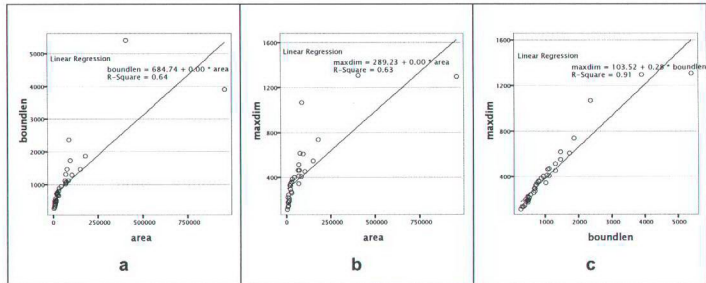 5000
4000
3000
2000
1000
0
250000
500000
750000
boundlen
area
Linear Regression
boundlen = 684.74 + 0.00 * area
R-Square = 0.64
a
1600
1200
800
400
0
250000
500000
750000
maxdim
area
Linear Regression
maxdim = 289.23 + 0.00 * area
R-Square = 0.63
b
1600
1200
800
400
1000
2000
3000
4000
5000
maxdim
boundlen
Linear Regression
maxdim = 103.52 + 0.28 * boundlen
R-Square = 0.91
c